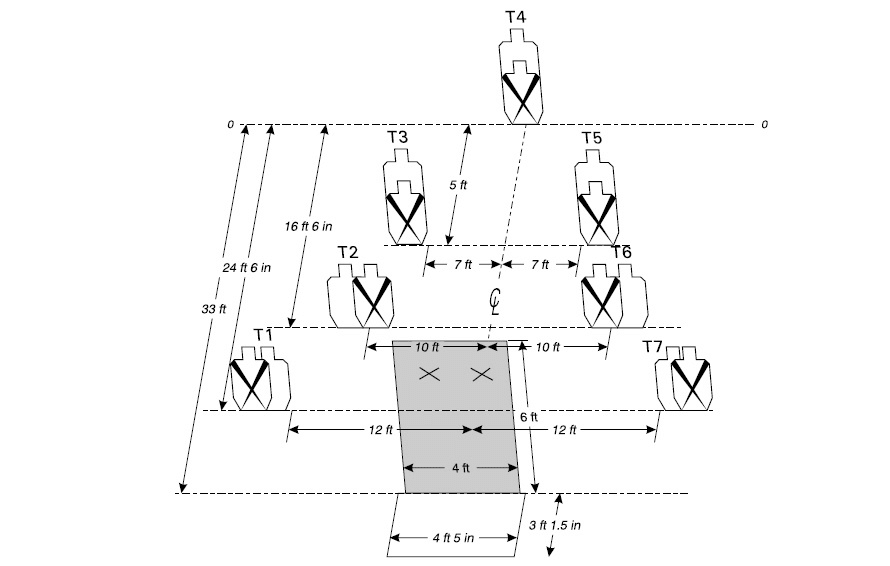 T4
0
0
T3
T5
5 ft
16 ft 6 in
7 ft
7 ft
T2
T6
24 ft 6 in
℄
33 ft
T1
10 ft
10 ft
T7
6 ft
12 ft
12 ft
4 ft
3 ft 1.5 in
4 ft 5 in